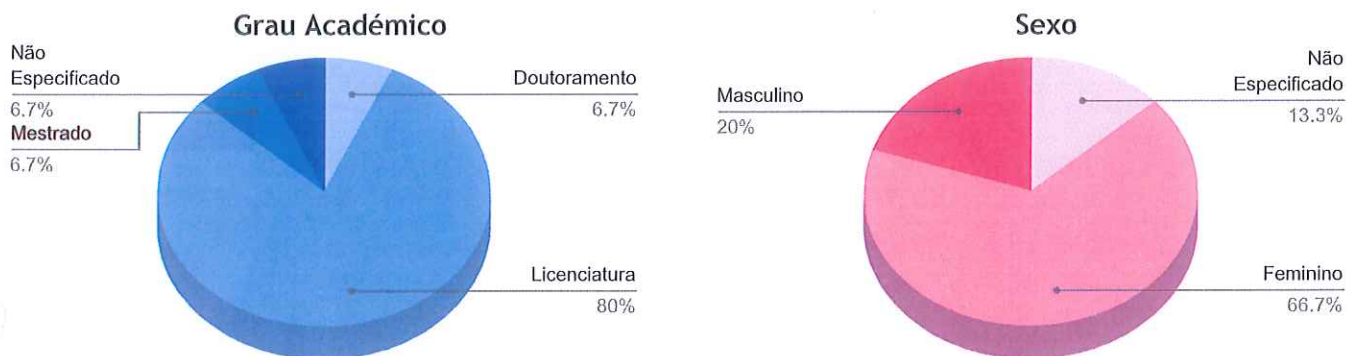 Grau Académico
Não
Especificado
6.7%
Mestrado
6.7%
Doutoramento
6.7%
Licenciatura
80%
Sexo
Masculino
20%
Não
Especificado
13.3%
Feminino
66.7%